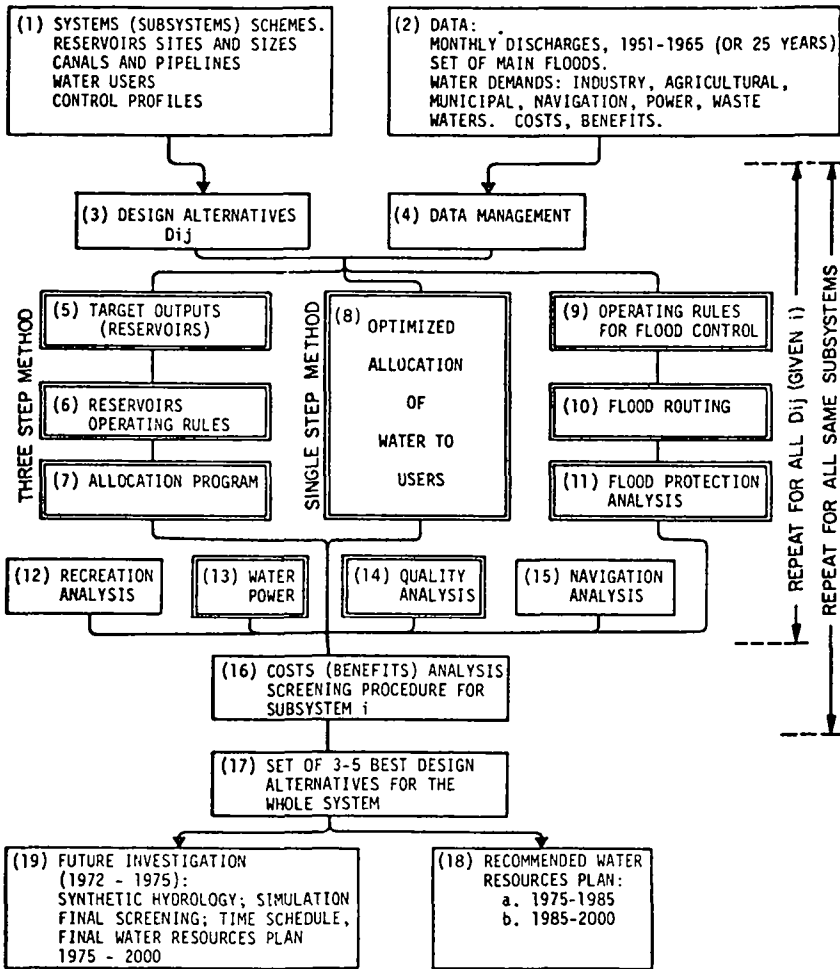 (1) SYSTEMS (SUBSYSTEMS) SCHEMES.
RESERVOIRS SITES AND SIZES
CANALS AND PIPELINES
WATER USERS
CONTROL PROFILES
(2) DATA:
MONTHLY DISCHARGES, 1951-1965 (OR 25 YEARS)
SET OF MAIN FLOODS.
WATER DEMANDS: INDUSTRY, AGRICULTURAL,
MUNICIPAL, NAVIGATION, POWER, WASTE
WATERS. COSTS, BENEFITS.
(3) DESIGN ALTERNATIVES
Dij
(4) DATA MANAGEMENT
THREE STEP METHOD
(5) TARGET OUTPUTS
(RESERVOIRS)
(6) RESERVOIRS
OPERATING RULES
(7) ALLOCATION PROGRAM
SINGLE STEP METHOD
(8) OPTIMIZED
ALLOCATION
OF
WATER TO
USERS
(9) OPERATING RULES
FOR FLOOD CONTROL
(10) FLOOD ROUTING
(11) FLOOD PROTECTION
ANALYSIS
REPEAT FOR ALL Dij (GIVEN i)
REPEAT FOR ALL SAME SUBSYSTEMS
(12) RECREATION
ANALYSIS
(13) WATER
POWER
(14) QUALITY
ANALYSIS
(15) NAVIGATION
ANALYSIS
(16) COSTS (BENEFITS) ANALYSIS
SCREENING PROCEDURE FOR
SUBSYSTEM i
(17) SET OF 3-5 BEST DESIGN
ALTERNATIVES FOR THE
WHOLE SYSTEM
(19) FUTURE INVESTIGATION
(1972 - 1975):
SYNTHETIC HYDROLOGY; SIMULATION
FINAL SCREENING; TIME SCHEDULE,
FINAL WATER RESOURCES PLAN
1975 - 2000
(18) RECOMMENDED WATER
RESOURCES PLAN:
a. 1975-1985
b. 1985-2000